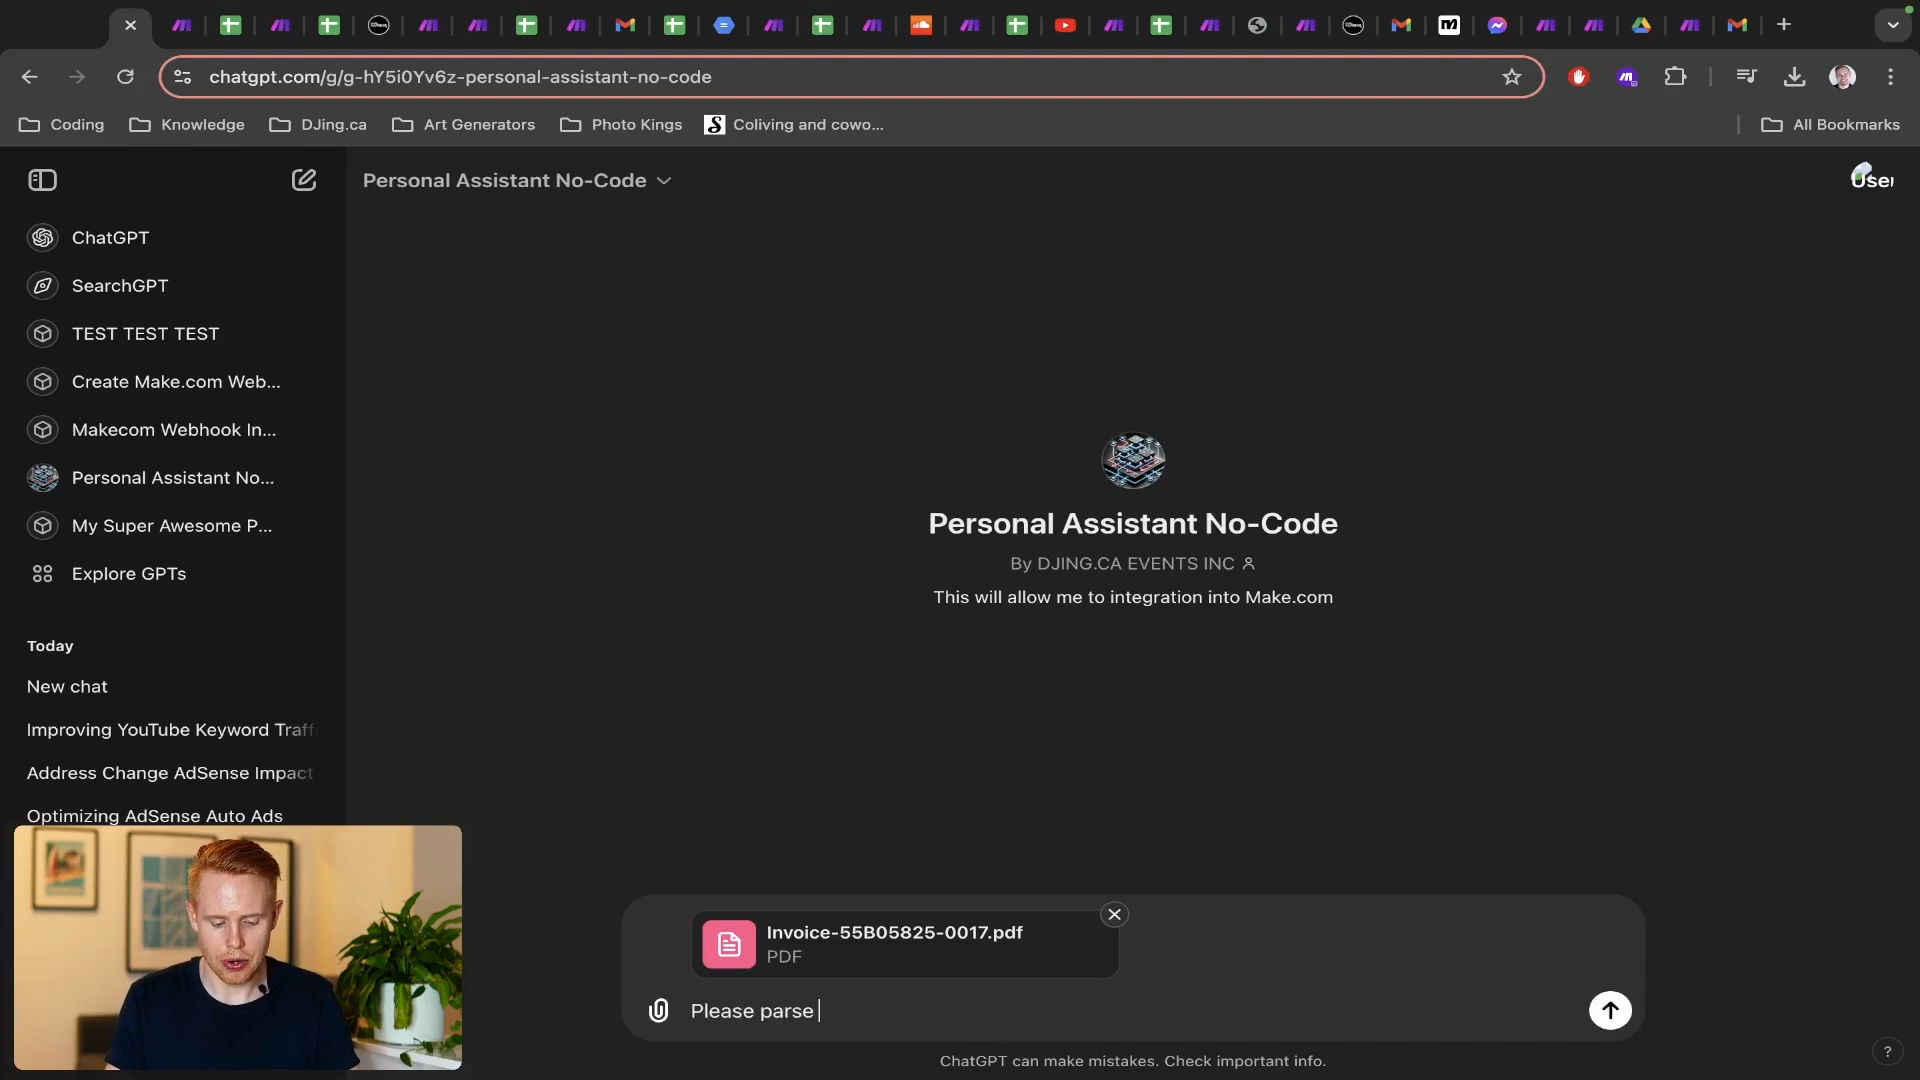 chatgpt.com/g/g-hY5i0Yv6z-personal-assistant-no-code
Coding
Knowledge
DJing.ca
Art Generators
Photo Kings
Coliving and cowo...
All Bookmarks
Personal Assistant No-Code
User
ChatGPT
SearchGPT
TEST TEST TEST
Create Make.com Web...
Makecom Webhook In...
Personal Assistant No...
My Super Awesome P...
Explore GPTs
Today
New chat
Improving YouTube Keyword Traff
Address Change AdSense Impact
Optimizing AdSense Auto Ads
Personal Assistant No-Code
By DJING.CA EVENTS INC
This will allow me to integration into Make.com
Invoice-55B05825-0017.pdf
PDF
Please parse
ChatGPT can make mistakes. Check important info.
?